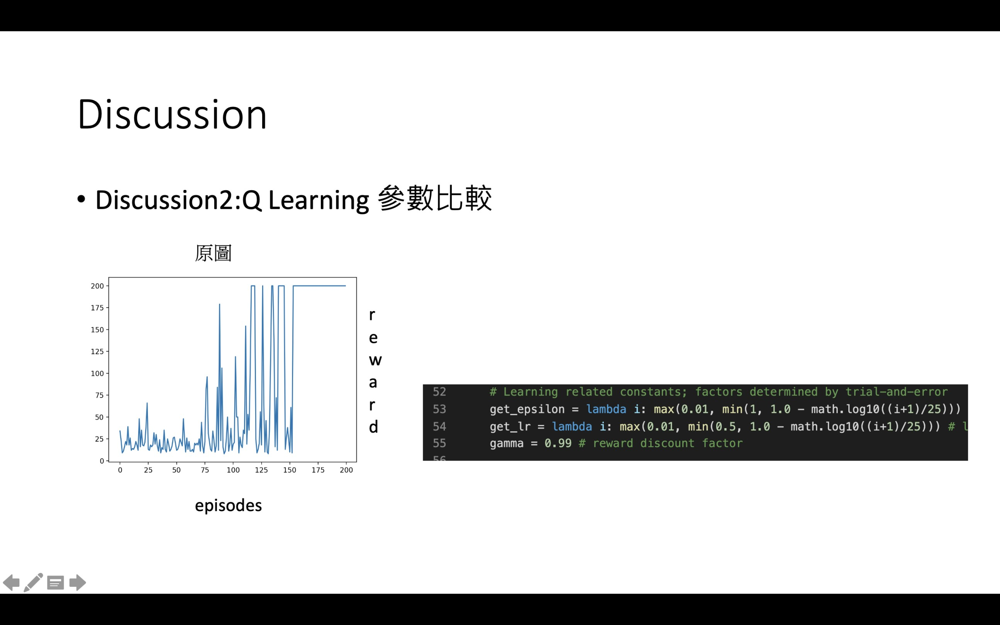 Discussion
• Discussion2:Q Learning 參數比較
原圖
200
175
150
125
100
75
50
25
0
0 25 50 75 100 125 150 175 200
reward
episodes
52 # Learning related constants; factors determined by trial-and-error
53 get_epsilon = lambda i: max(0.01, min(1, 1.0 - math.log10((i+1)/25)))
54 get_lr = lambda i: max(0.01, min(0.5, 1.0 - math.log10((i+1)/25))) # l
55 gamma = 0.99 # reward discount factor
56